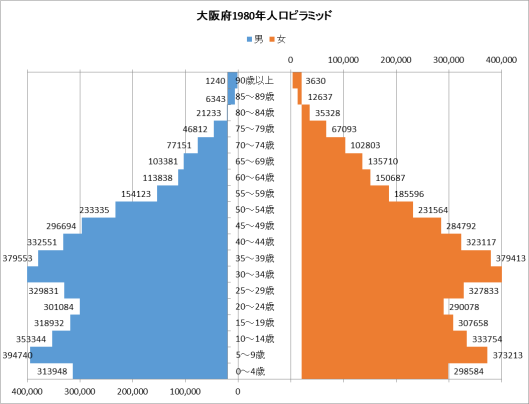 大阪府1980年人口ピラミッド
男 女
0 100,000 200,000 300,000 400,000
1240 90歳以上 3630
6343 85～89歳 12637
21233 80～84歳 35328
46812 75～79歳 67093
77151 70～74歳 102803
103381 65～69歳 135710
113838 60～64歳 150687
154123 55～59歳 185596
233335 50～54歳 231564
296694 45～49歳 284792
332551 40～44歳 323117
379553 35～39歳 379413
30～34歳
329831 25～29歳 327833
301084 20～24歳 290078
318932 15～19歳 307658
353344 10～14歳 333754
394740 5～9歳 373213
313948 0～4歳 298584
400,000 300,000 200,000 100,000 0